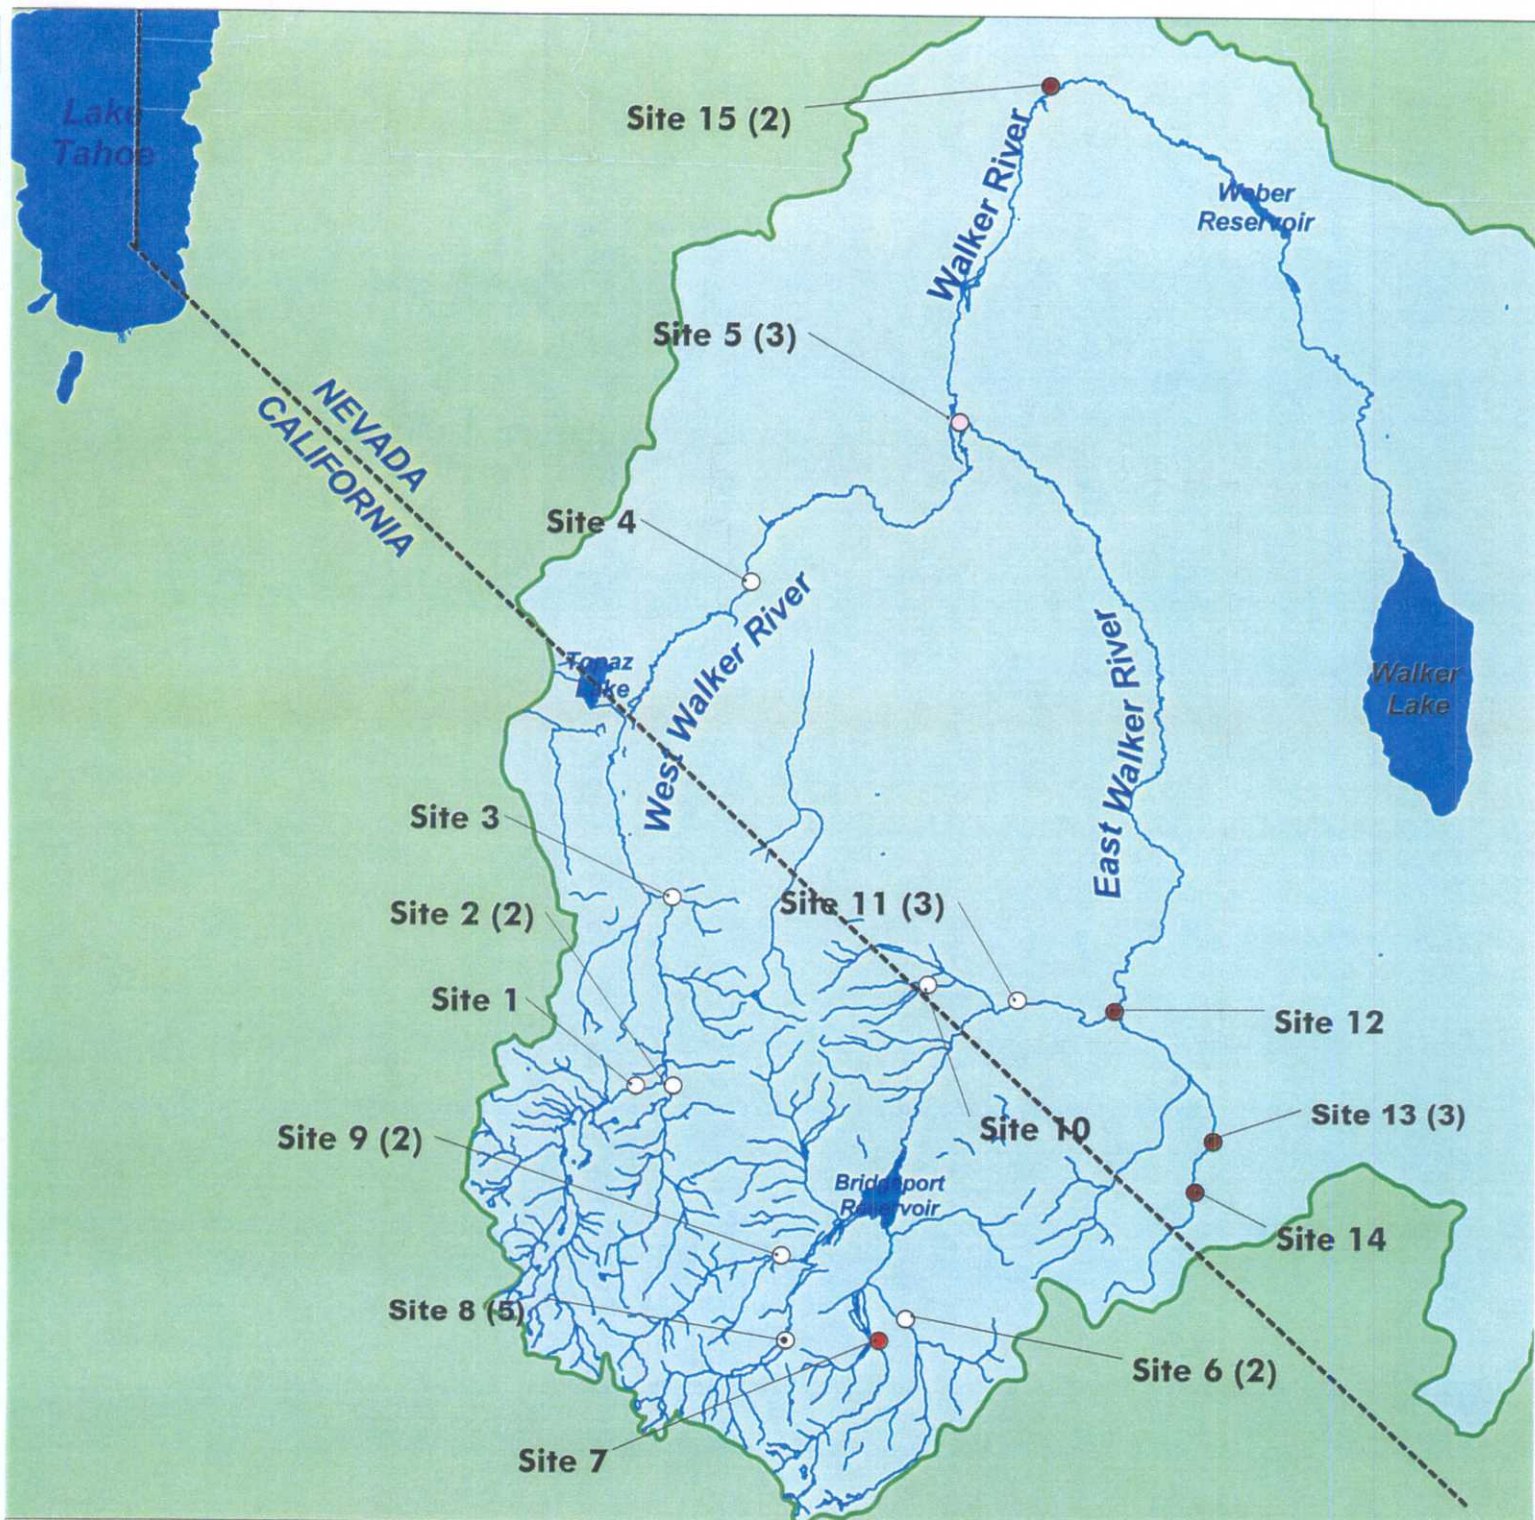 Lake
Tahoe
Site 15 (2)
Walker River
Weber
Reservoir
Site 5 (3)
NEVADA
CALIFORNIA
Site 4
Topaz
Lake
West Walker River
East Walker River
Walker
Lake
Site 3
Site 2 (2)
Site 11 (3)
Site 1
Site 12
Site 9 (2)
Site 10
Site 13 (3)
Bridgeport
Reservoir
Site 14
Site 8 (5)
Site 6 (2)
Site 7